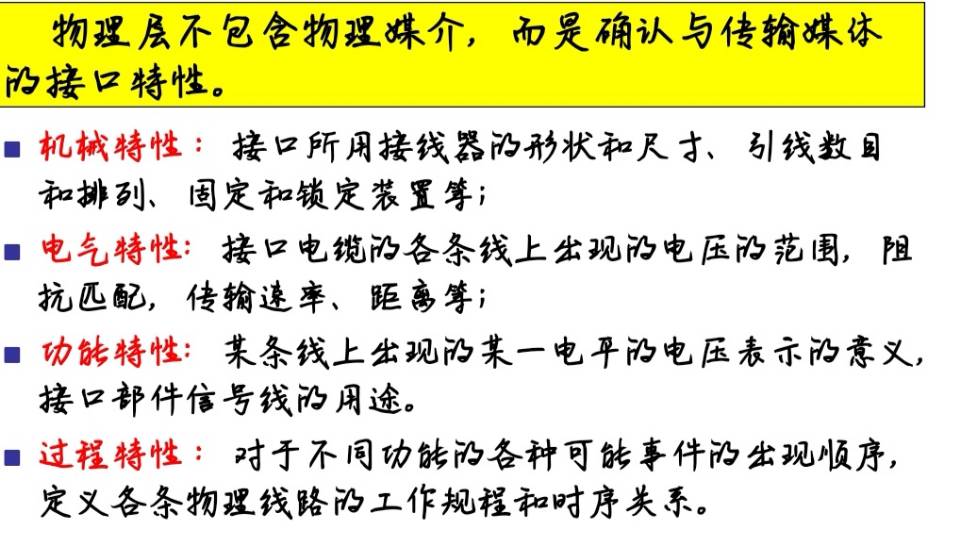 物理层不包含物理媒介，而是确认与传输媒体
的接口特性。
■ 机械特性：接口所用接线器的形状和尺寸、引线数目
和排列、固定和锁定装置等；
■ 电气特性：接口电缆的各条线上出现的电压的范围，阻
抗匹配，传输速率、距离等；
■ 功能特性：某条线上出现的某一电平的电压表示的意义，
接口部件信号线的用途。
■ 过程特性：对于不同功能的各种可能事件的出现顺序，
定义各条物理线路的工作规程和时序关系。